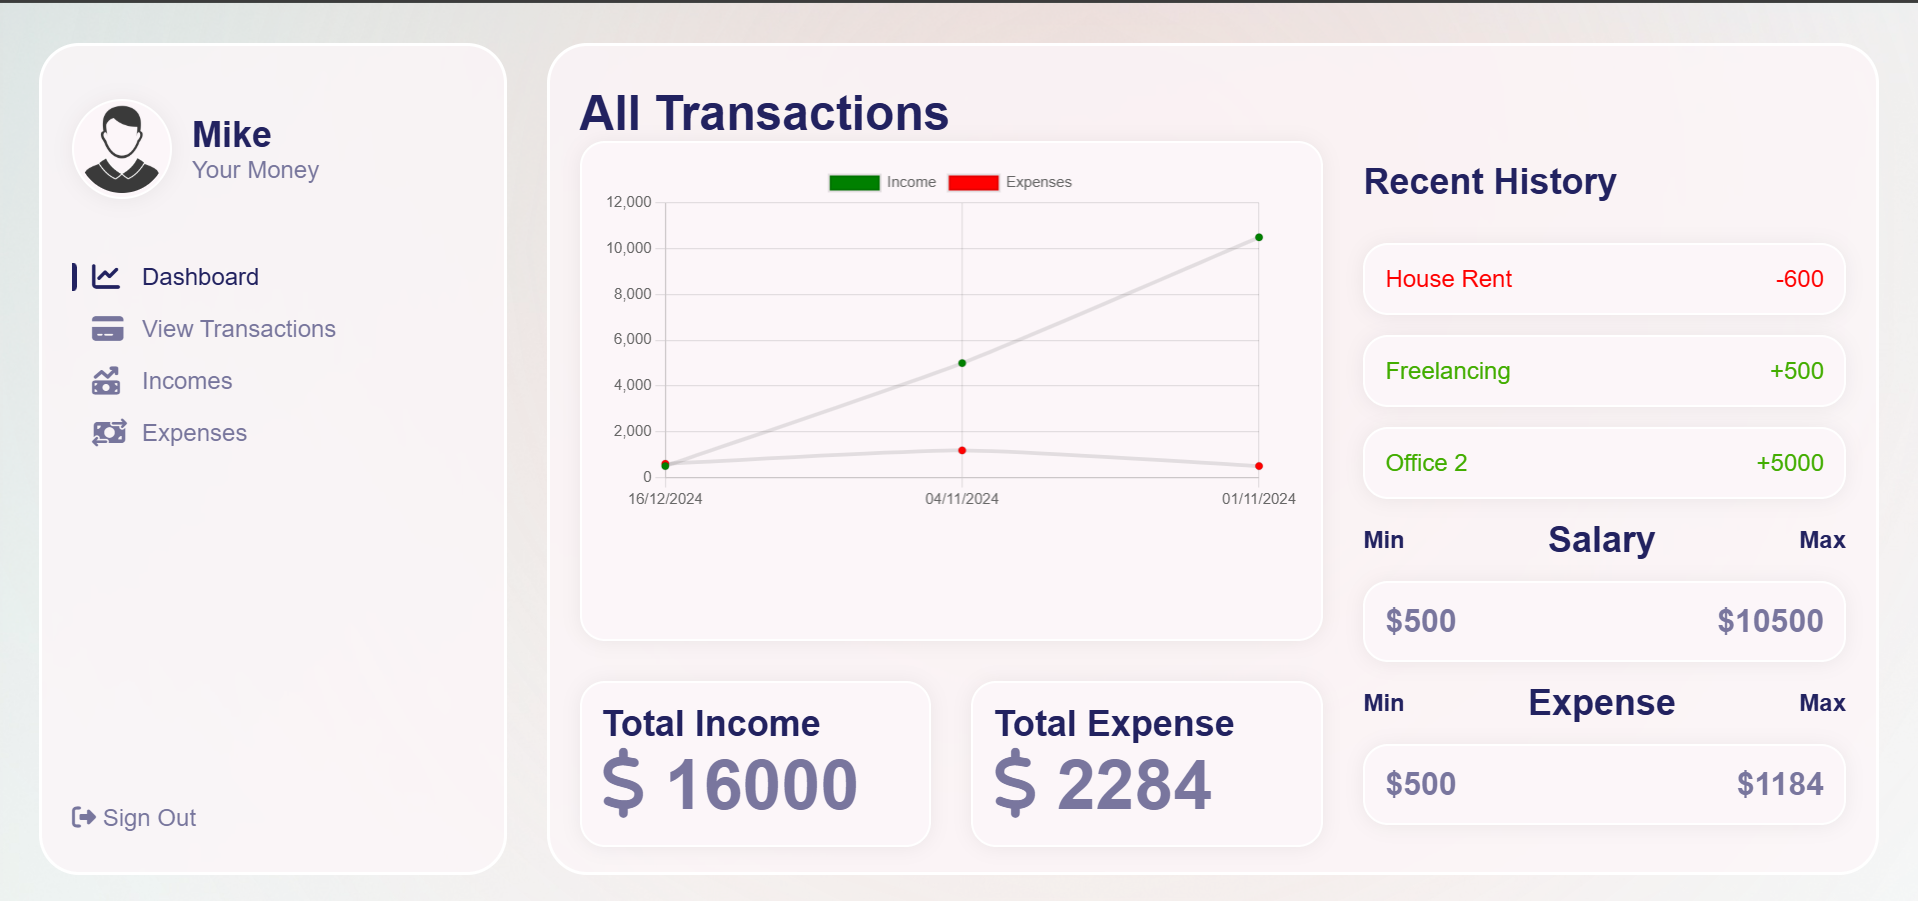 Mike
Your Money
Dashboard
View Transactions
Incomes
Expenses
Sign Out
All Transactions
Income Expenses
12,000
10,000
8,000
6,000
4,000
2,000
0
16/12/2024 04/11/2024 01/11/2024
Total Income
$ 16000
Total Expense
$ 2284
Recent History
House Rent -600
Freelancing +500
Office 2 +5000
Min Salary Max
$500 $10500
Min Expense Max
$500 $1184